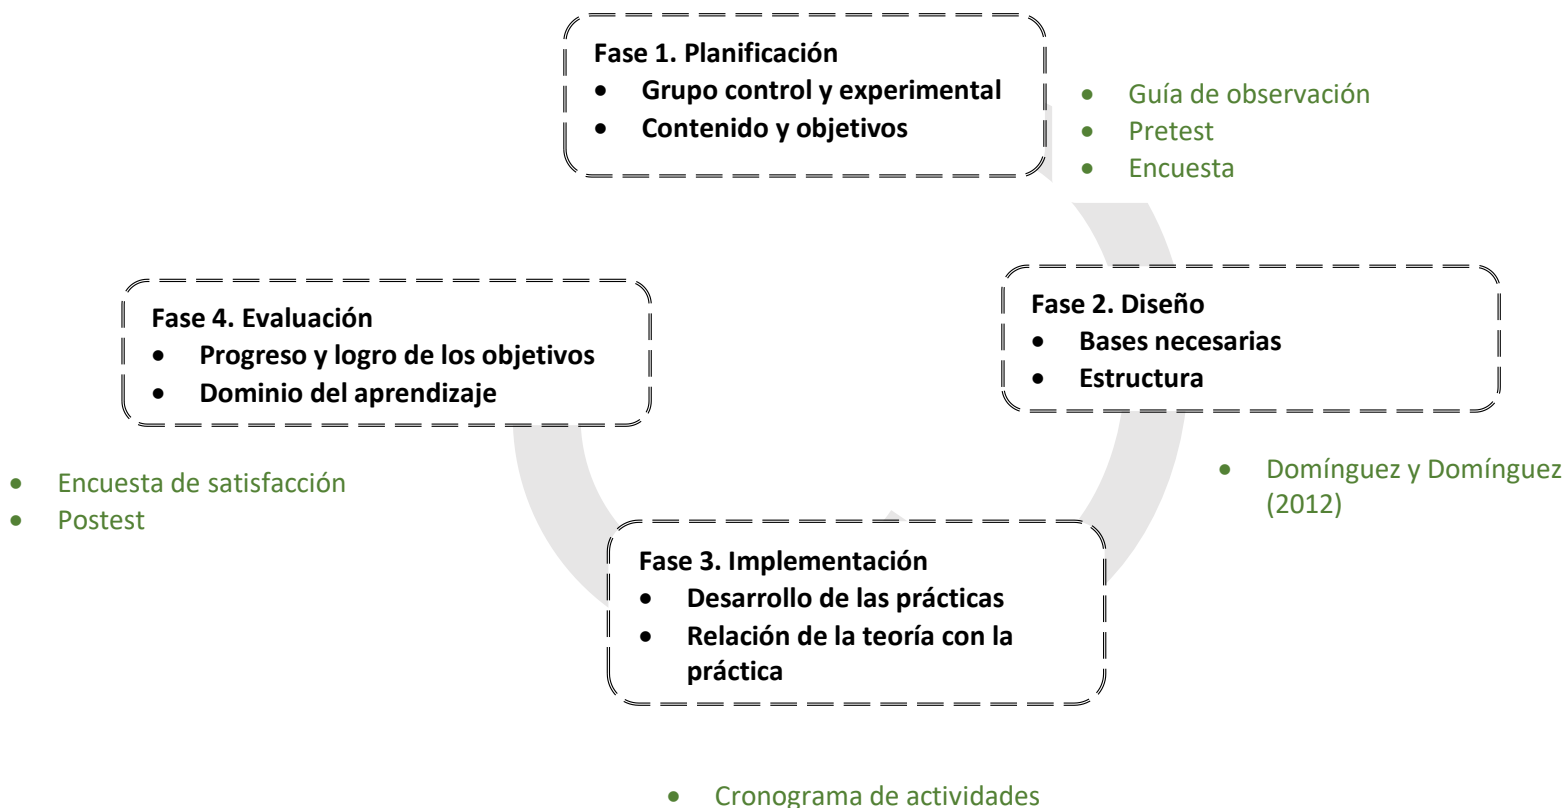 Fase 1. Planificación
• Grupo control y experimental
• Contenido y objetivos
• Guía de observación
• Pretest
• Encuesta
Fase 2. Diseño
• Bases necesarias
• Estructura
• Domínguez y Domínguez
(2012)
Fase 3. Implementación
• Desarrollo de las prácticas
• Relación de la teoría con la
práctica
• Cronograma de actividades
Fase 4. Evaluación
• Progreso y logro de los objetivos
• Dominio del aprendizaje
• Encuesta de satisfacción
• Postest